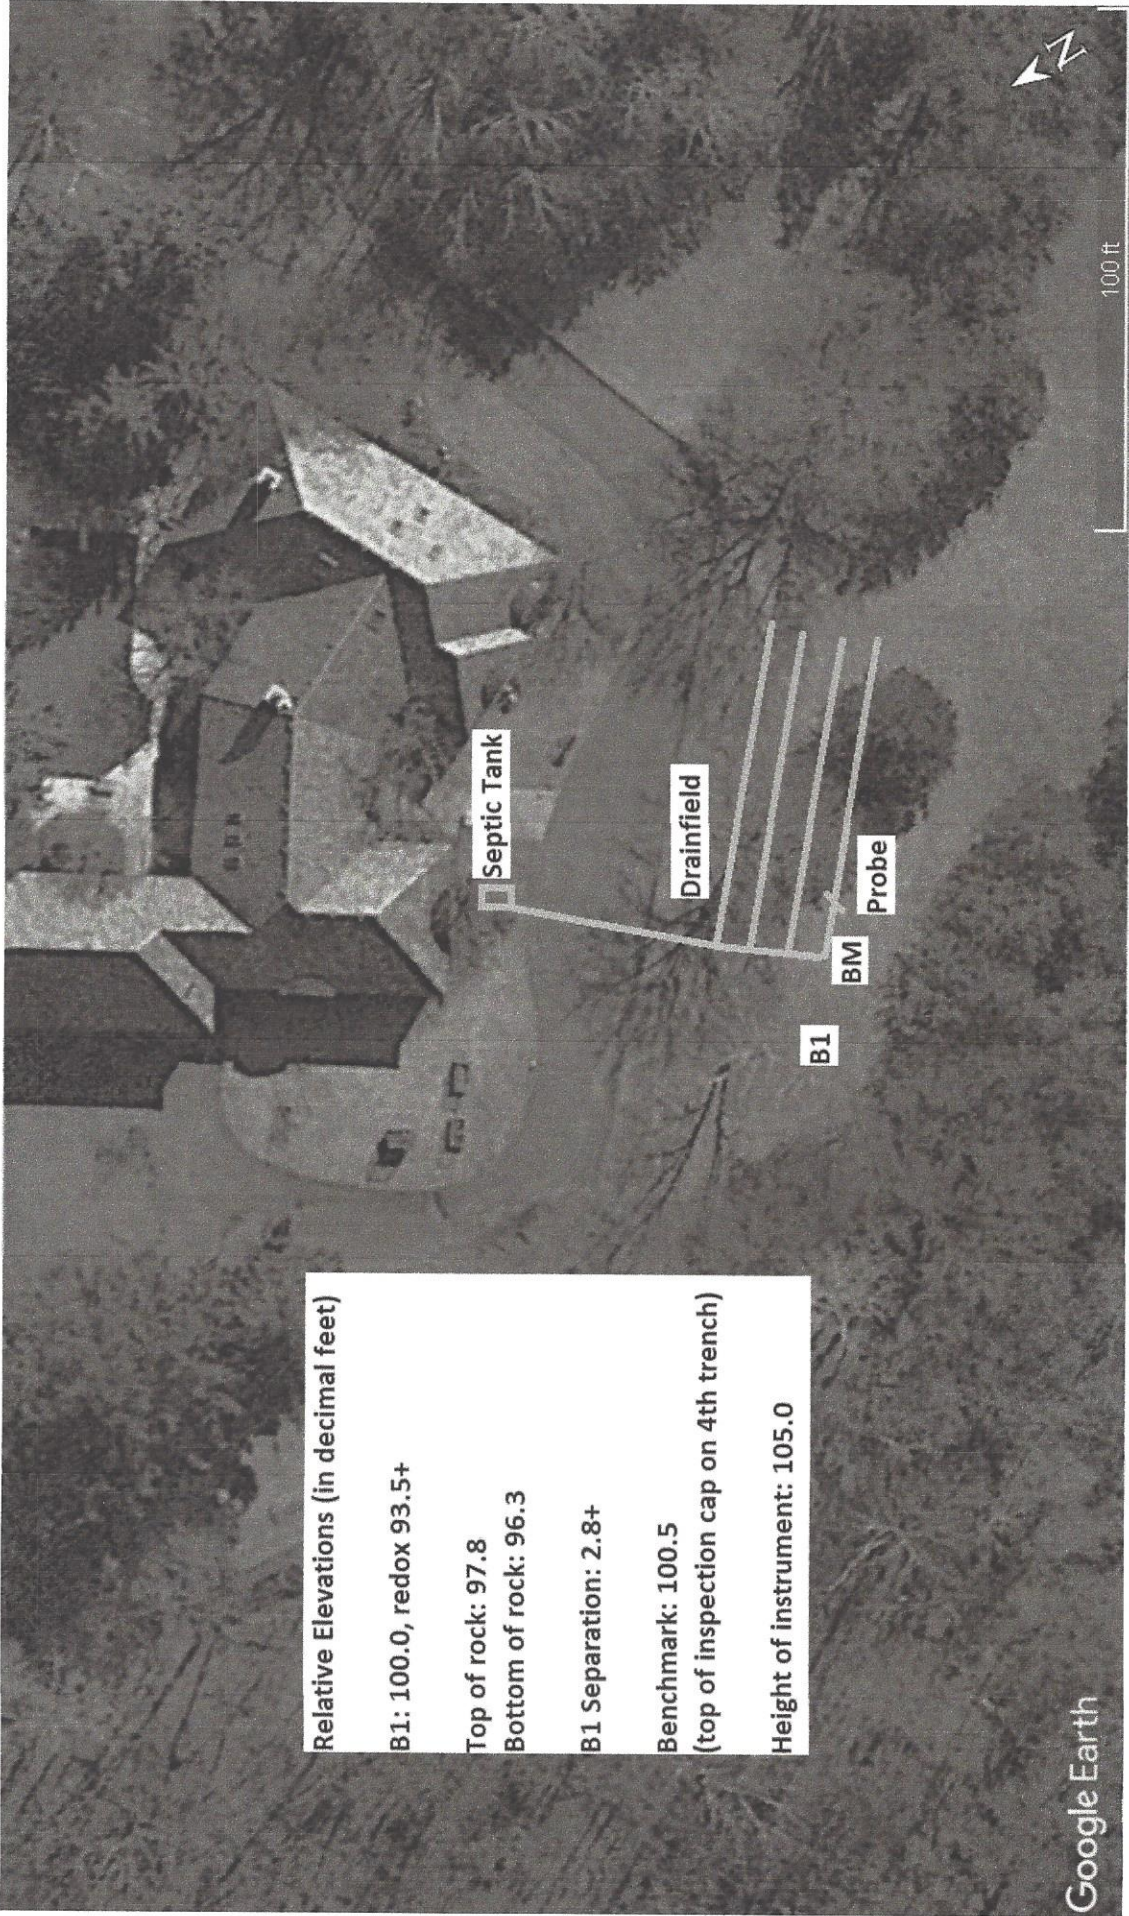 Relative Elevations (in decimal feet)
B1: 100.0, redox 93.5+
Top of rock: 97.8
Bottom of rock: 96.3
B1 Separation: 2.8+
Benchmark: 100.5
(top of inspection cap on 4th trench)
Height of instrument: 105.0
Septic Tank
Drainfield
B1
BM
Probe
N
100 ft
Google Earth